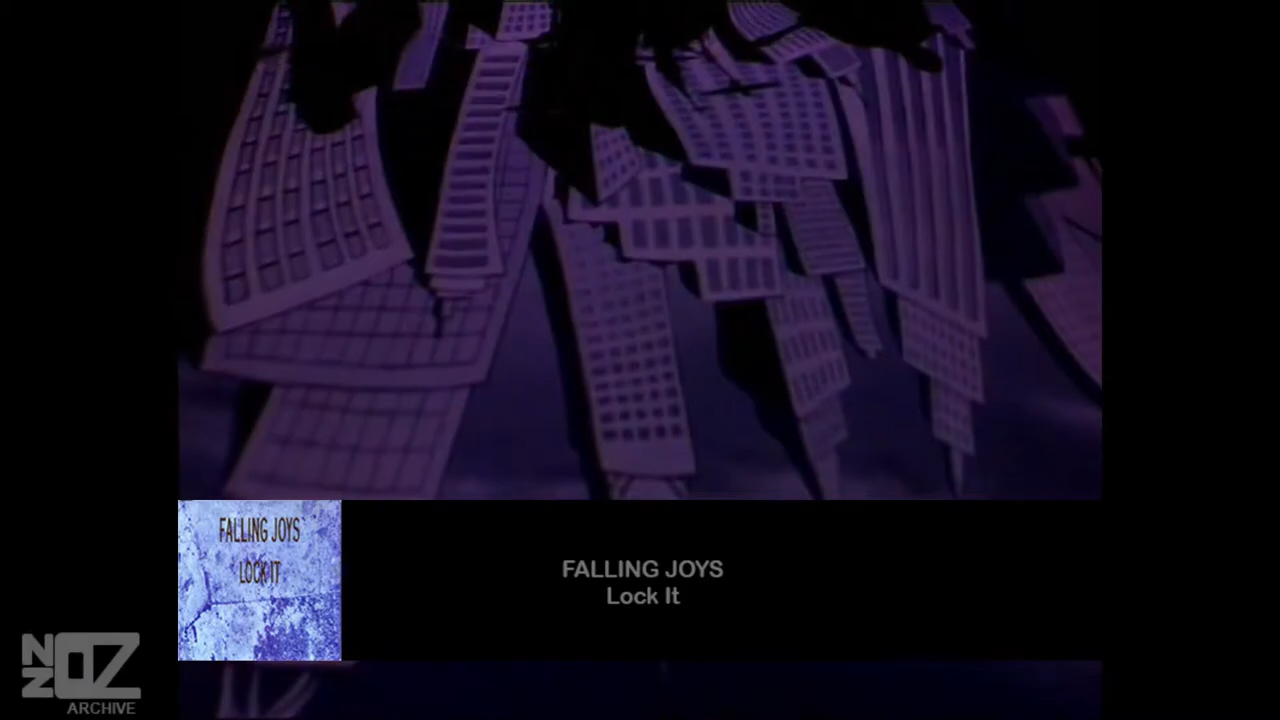 FALLING JOYS
LOCK IT
FALLING JOYS
Lock It
NZ OZ
ARCHIVE